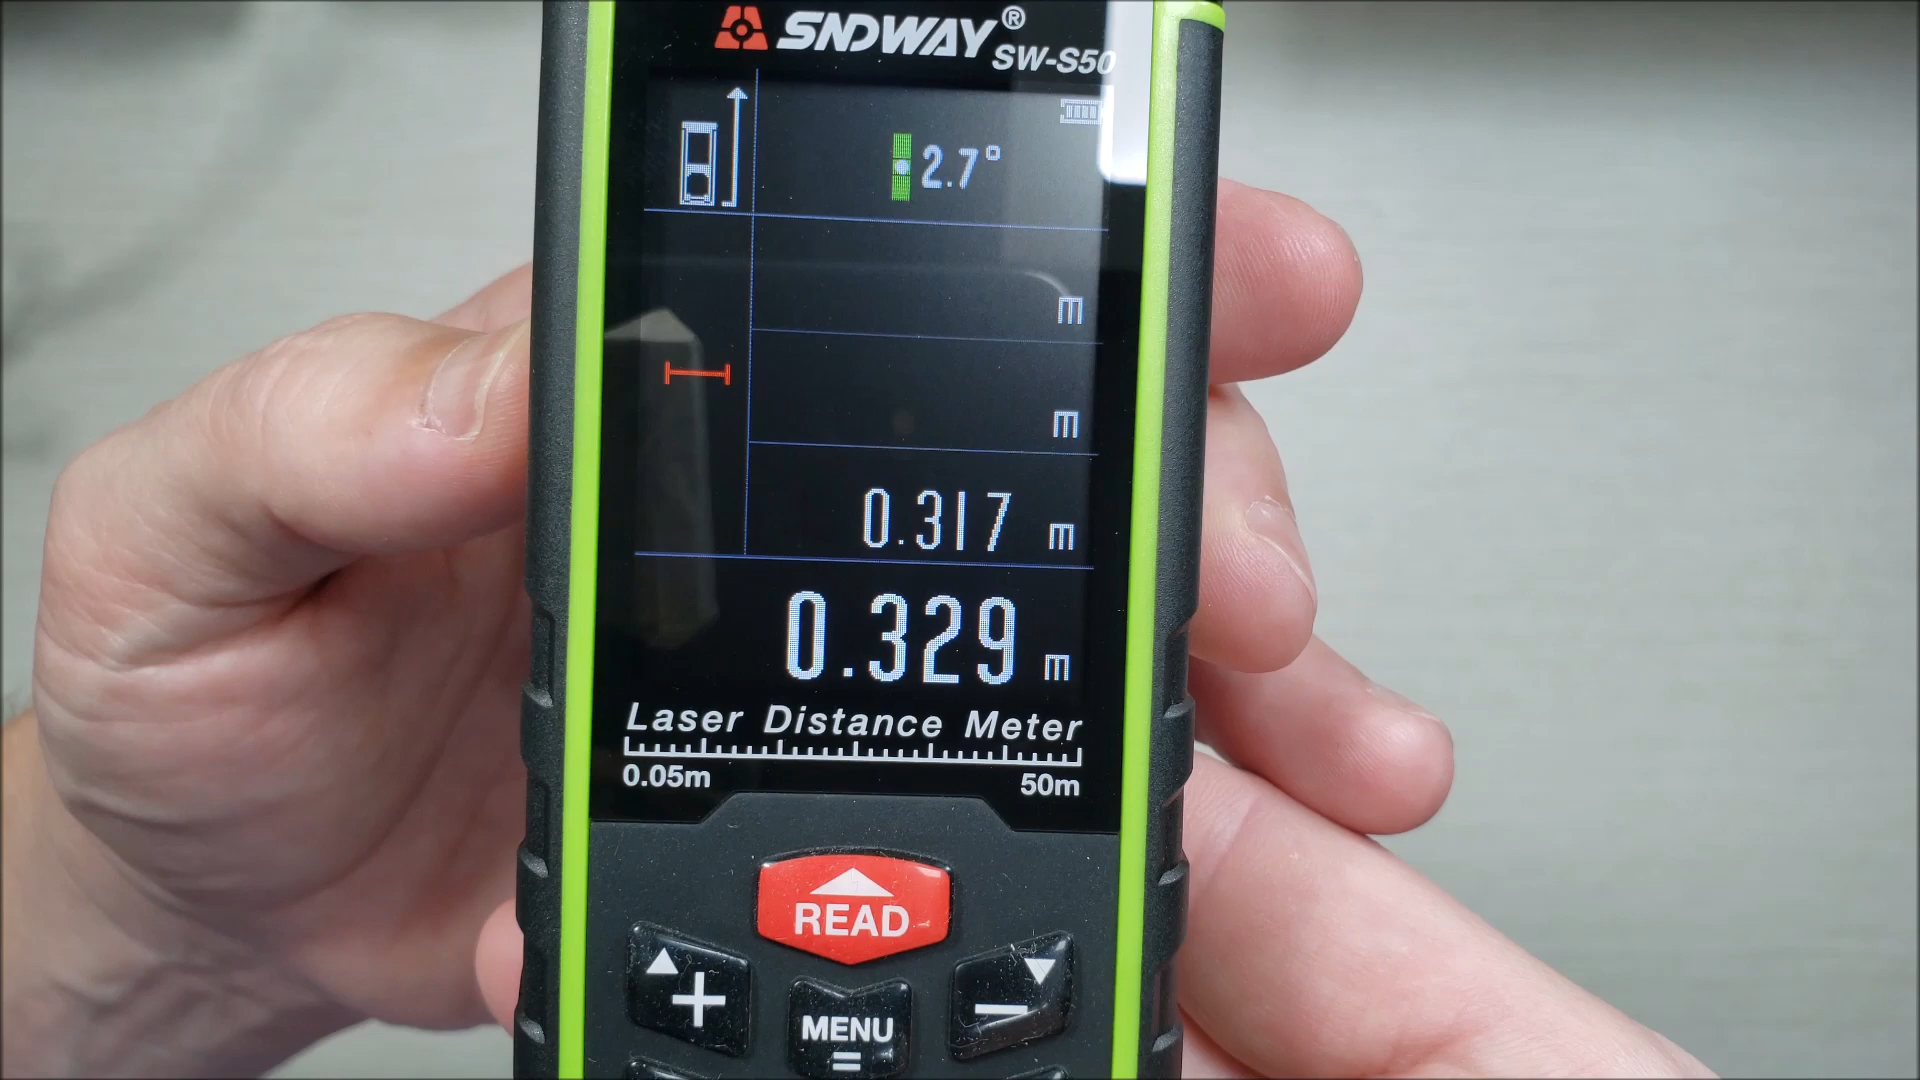 SNDWAY®
SW-S50
2.7°
m
m
0.317 m
0.329 m
Laser Distance Meter
0.05m 50m
READ
+ −
MENU
=